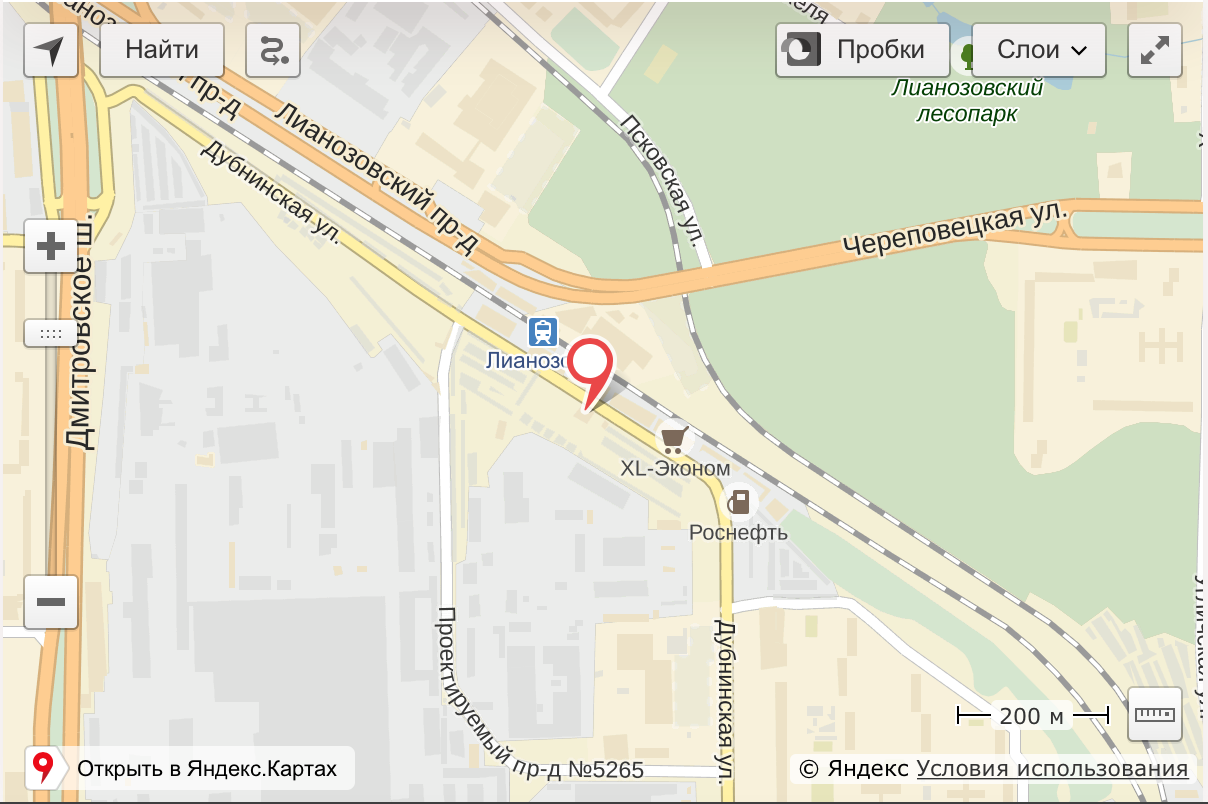 Найти
Пробки
Слои
Лианозовский
лесопарк
пр-д
Лианозовский пр-д
Дубнинская ул.
Псковская ул.
Череповецкая ул.
Дмитровское ш.
XL-Эконом
Роснефть
Проектируемый пр-д №5265
Дубнинская ул.
200 м
Открыть в Яндекс.Картах
© Яндекс Условия использования